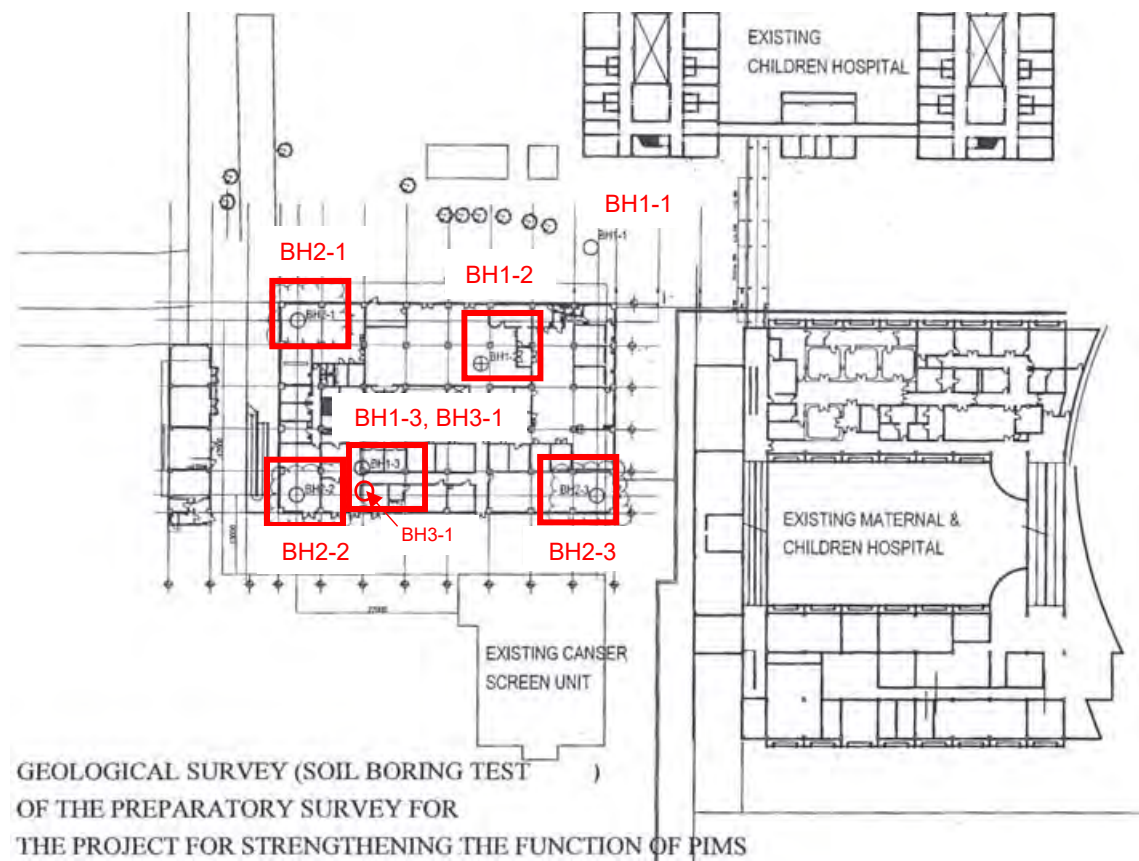 EXISTING
CHILDREN HOSPITAL
BH1-1
BH1-1
BH2-1
BH1-2
BH2-1
BH1-2
BH1-3, BH3-1
BH1-3
BH2-2
BH2-3
BH3-1
BH2-2
BH2-3
EXISTING MATERNAL &
CHILDREN HOSPITAL
27000
EXISTING CANSER
SCREEN UNIT
GEOLOGICAL SURVEY (SOIL BORING TEST )
OF THE PREPARATORY SURVEY FOR
THE PROJECT FOR STRENGTHENING THE FUNCTION OF PIMS